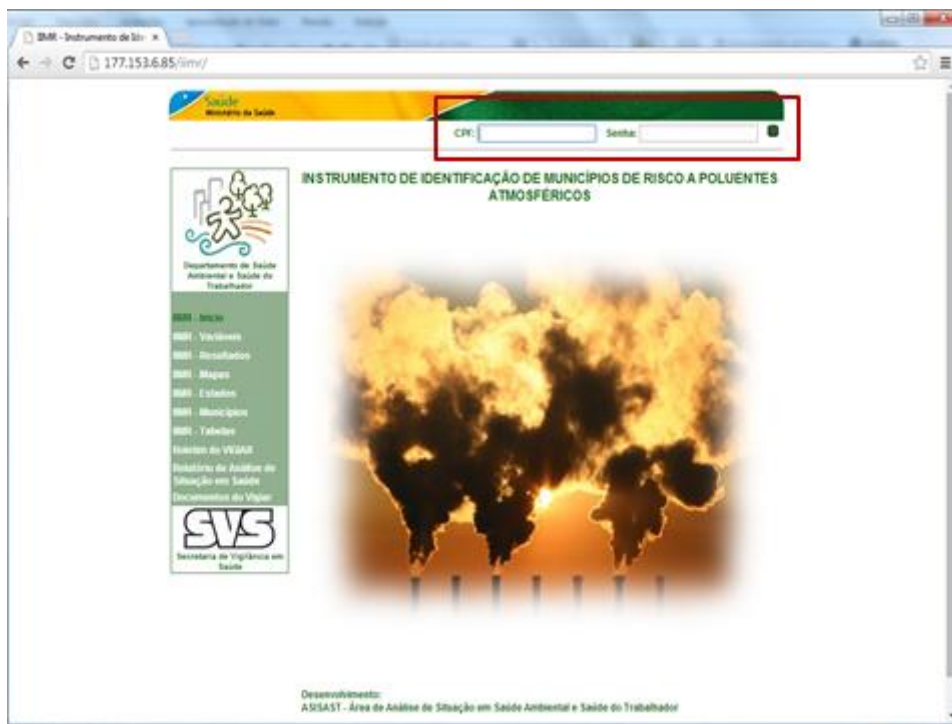 IIMR - Instrumento de Ide
177.153.6.85/iimr/
Saúde
Ministério da Saúde
CPF:
Senha:
INSTRUMENTO DE IDENTIFICAÇÃO DE MUNICÍPIOS DE RISCO A POLUENTES
ATMOSFÉRICOS
Departamento de Saúde
Ambiental e Saúde do
Trabalhador
IIMR - Início
IIMR - Variáveis
IIMR - Resultados
IIMR - Mapas
IIMR - Estados
IIMR - Municípios
IIMR - Tabelas
Boletim do VIGIAR
Relatório de Análise de
Situação em Saúde
Documentos do Vigiar
SVS
Secretaria de Vigilância em
Saúde
Desenvolvimento:
ASISAST - Área de Análise de Situação em Saúde Ambiental e Saúde do Trabalhador